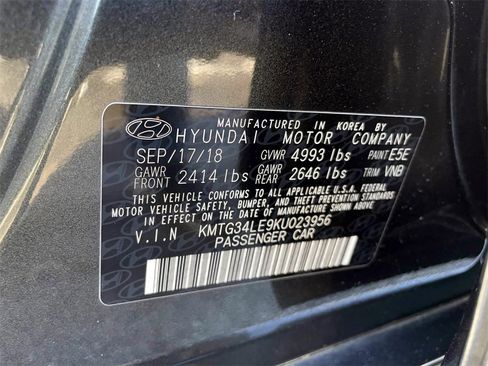 MANUFACTURED IN KOREA BY
HYUNDAI MOTOR COMPANY
SEP/17/18 GVWR 4993 lbs PAINT E5E
GAWR FRONT 2414 lbs GAWR REAR 2646 lbs TRIM VNB
THIS VEHICLE CONFORMS TO ALL APPLICABLE U.S.A. FEDERAL
MOTOR VEHICLE SAFETY, BUMPER, AND THEFT PREVENTION STANDARDS
IN EFFECT ON THE DATE OF MANUFACTURE SHOWN ABOVE.
V.I.N KMTG34LE9KU023956
PASSENGER CAR